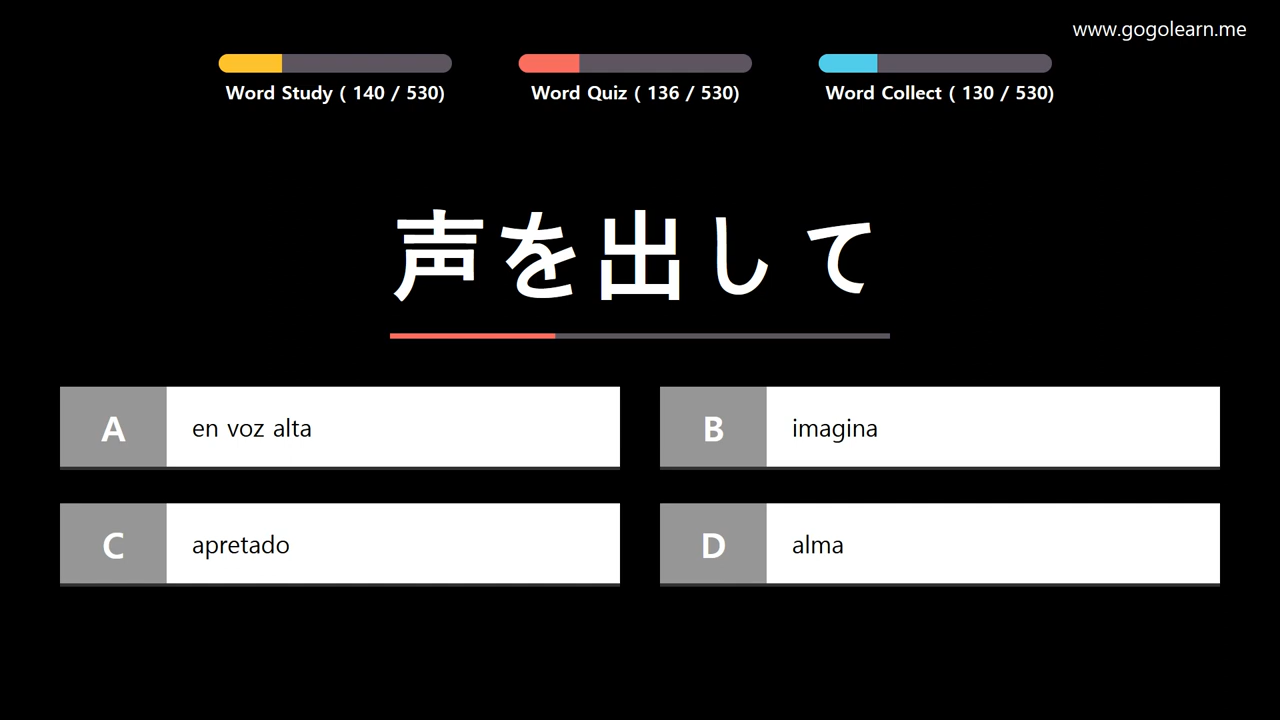 www.gogolearn.me
Word Study ( 140 / 530)
Word Quiz ( 136 / 530)
Word Collect ( 130 / 530)
声を出して
A en voz alta
B imagina
C apretado
D alma